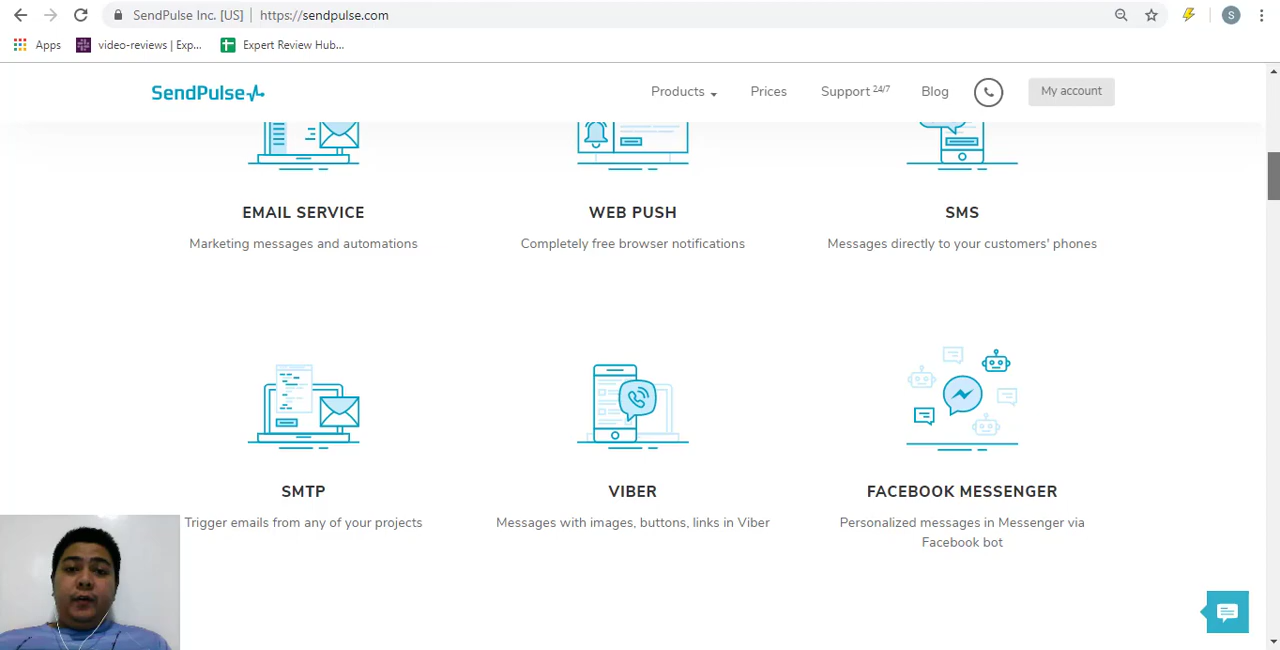 SendPulse Inc. [US] | https://sendpulse.com
S
Apps video-reviews | Exp... Expert Review Hub...
SendPulse Products Prices Support 24/7 Blog My account
EMAIL SERVICE WEB PUSH SMS
Marketing messages and automations Completely free browser notifications Messages directly to your customers' phones
SMTP VIBER FACEBOOK MESSENGER
Trigger emails from any of your projects Messages with images, buttons, links in Viber Personalized messages in Messenger via
Facebook bot